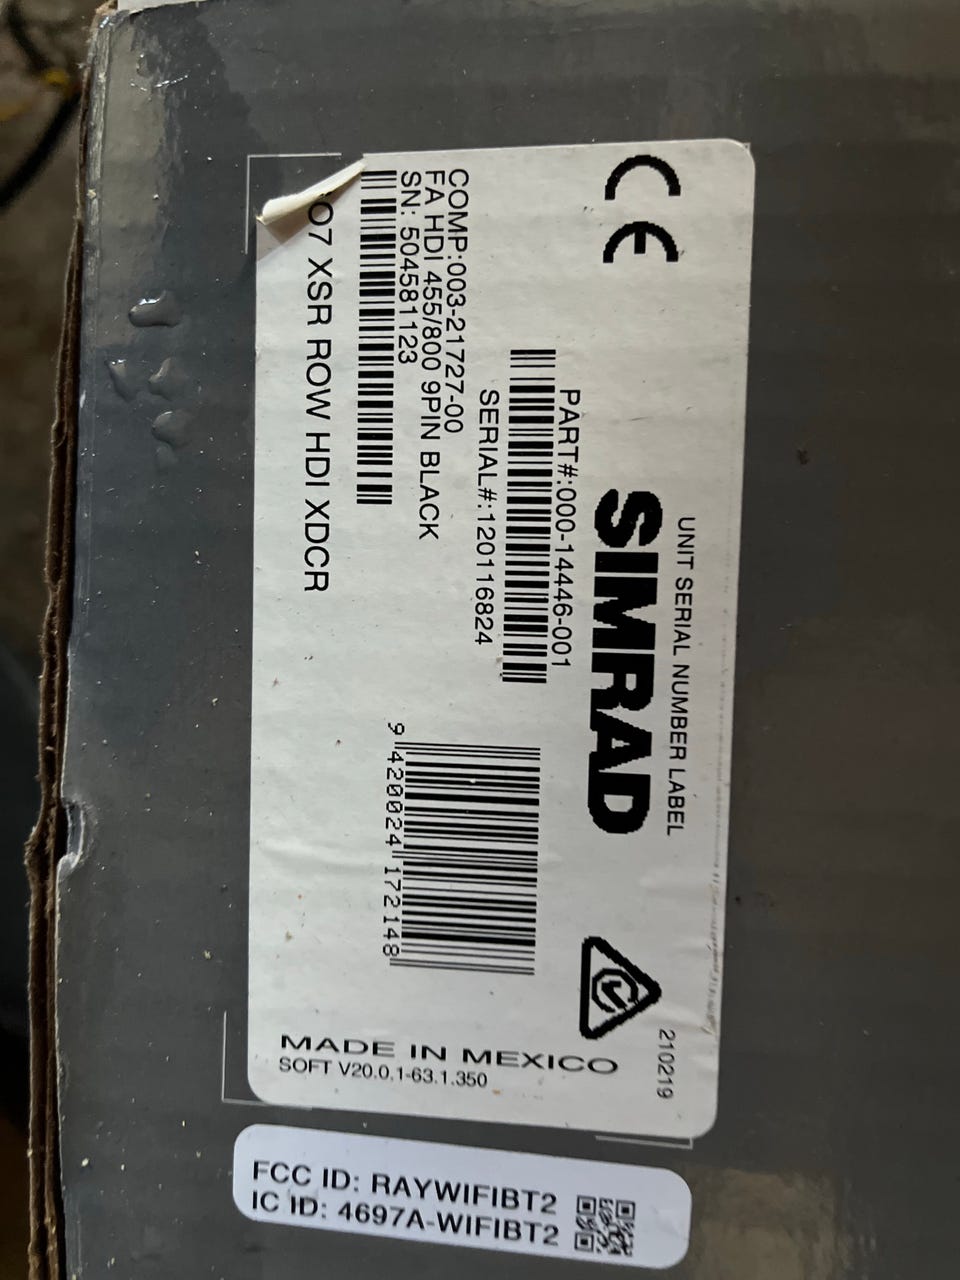 UNIT SERIAL NUMBER LABEL
210219
CE
SIMRAD
PART#:000-14446-001
SERIAL#:120116824
COMP:003-21727-00
FA HDI 455/800 9PIN BLACK
SN: 504581123
9 420024 172148
O7 XSR ROW HDI XDCR
MADE IN MEXICO
SOFT V20.0.1-63.1.350
FCC ID: RAYWIFIBT2
IC ID: 4697A-WIFIBT2